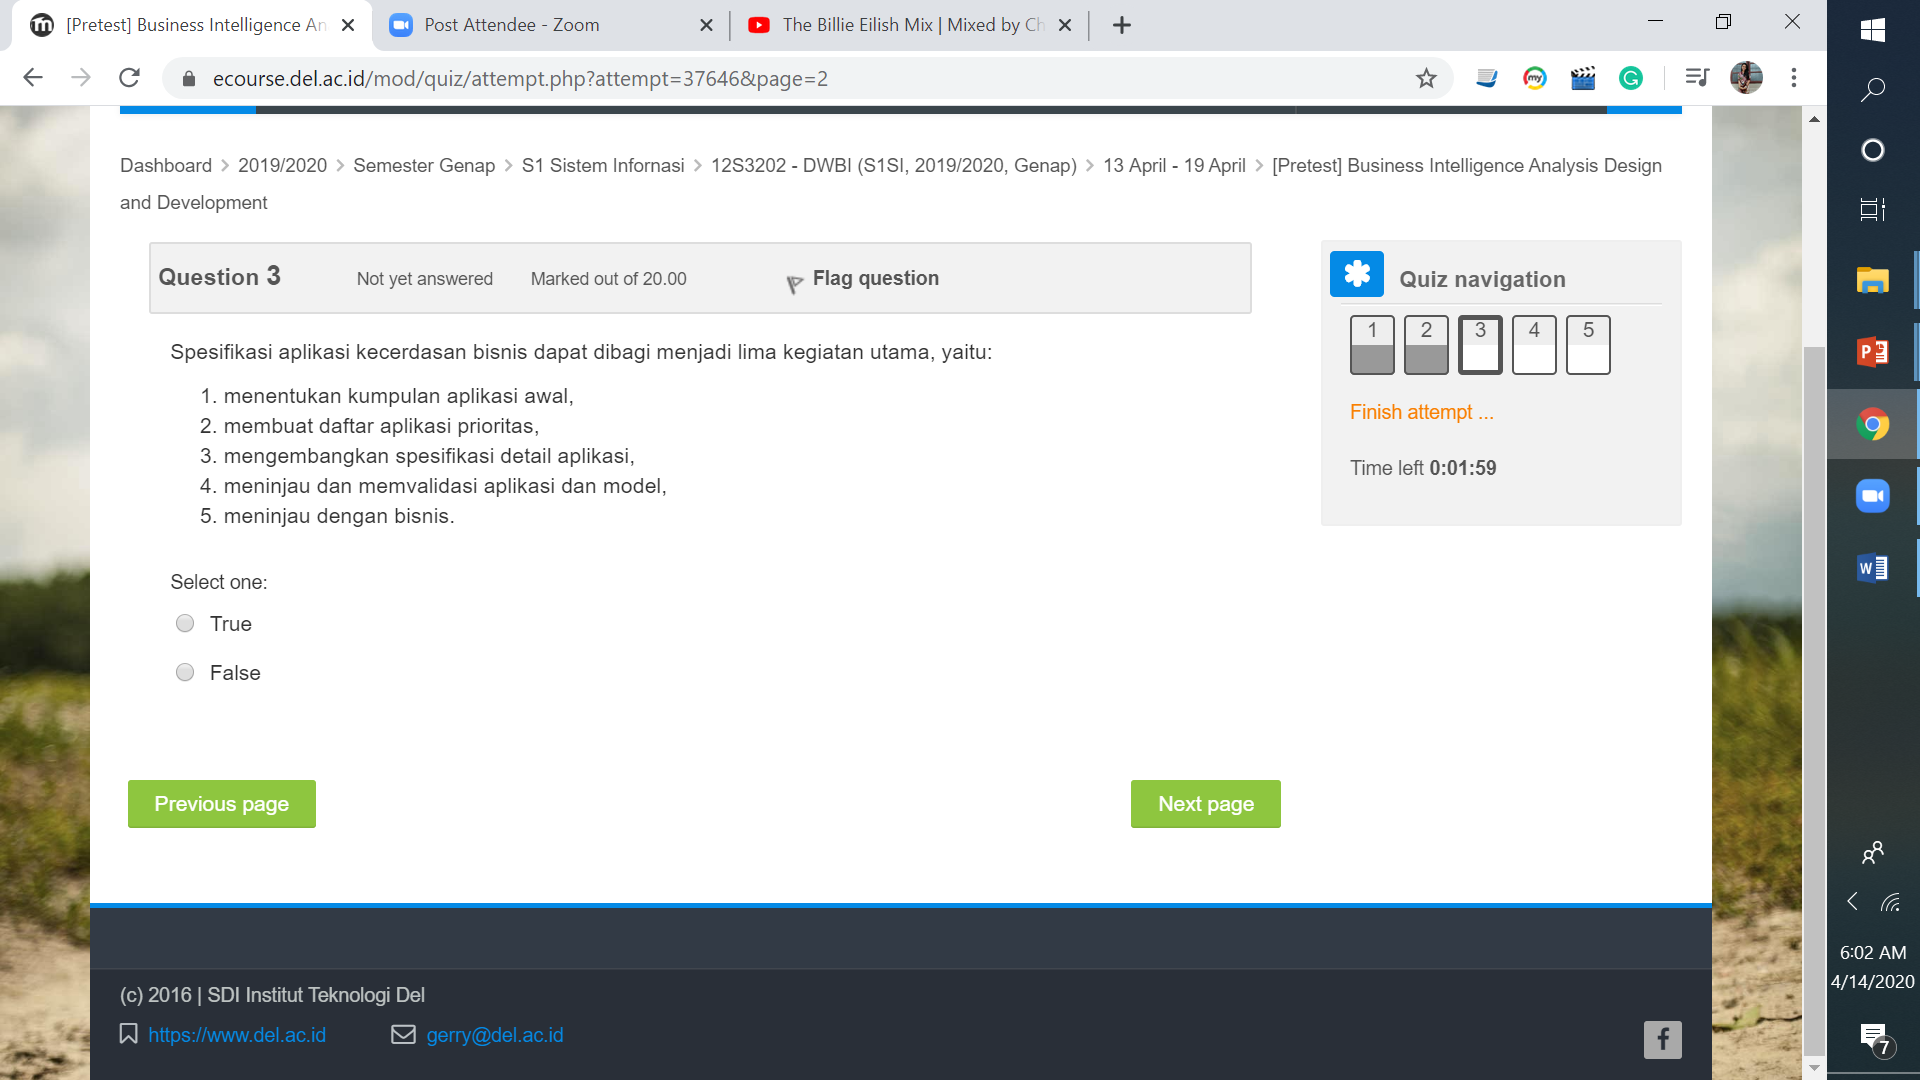 [Pretest] Business Intelligence An
Post Attendee - Zoom
The Billie Eilish Mix | Mixed by Ch
ecourse.del.ac.id/mod/quiz/attempt.php?attempt=37646&page=2
Dashboard > 2019/2020 > Semester Genap > S1 Sistem Infornasi > 12S3202 - DWBI (S1SI, 2019/2020, Genap) > 13 April - 19 April > [Pretest] Business Intelligence Analysis Design
and Development
Question 3 Not yet answered Marked out of 20.00 Flag question
Spesifikasi aplikasi kecerdasan bisnis dapat dibagi menjadi lima kegiatan utama, yaitu:
1. menentukan kumpulan aplikasi awal,
2. membuat daftar aplikasi prioritas,
3. mengembangkan spesifikasi detail aplikasi,
4. meninjau dan memvalidasi aplikasi dan model,
5. meninjau dengan bisnis.
Select one:
True
False
Previous page
Next page
Quiz navigation
1 2 3 4 5
Finish attempt ...
Time left 0:01:59
(c) 2016 | SDI Institut Teknologi Del
https://www.del.ac.id
gerry@del.ac.id
6:02 AM
4/14/2020
7